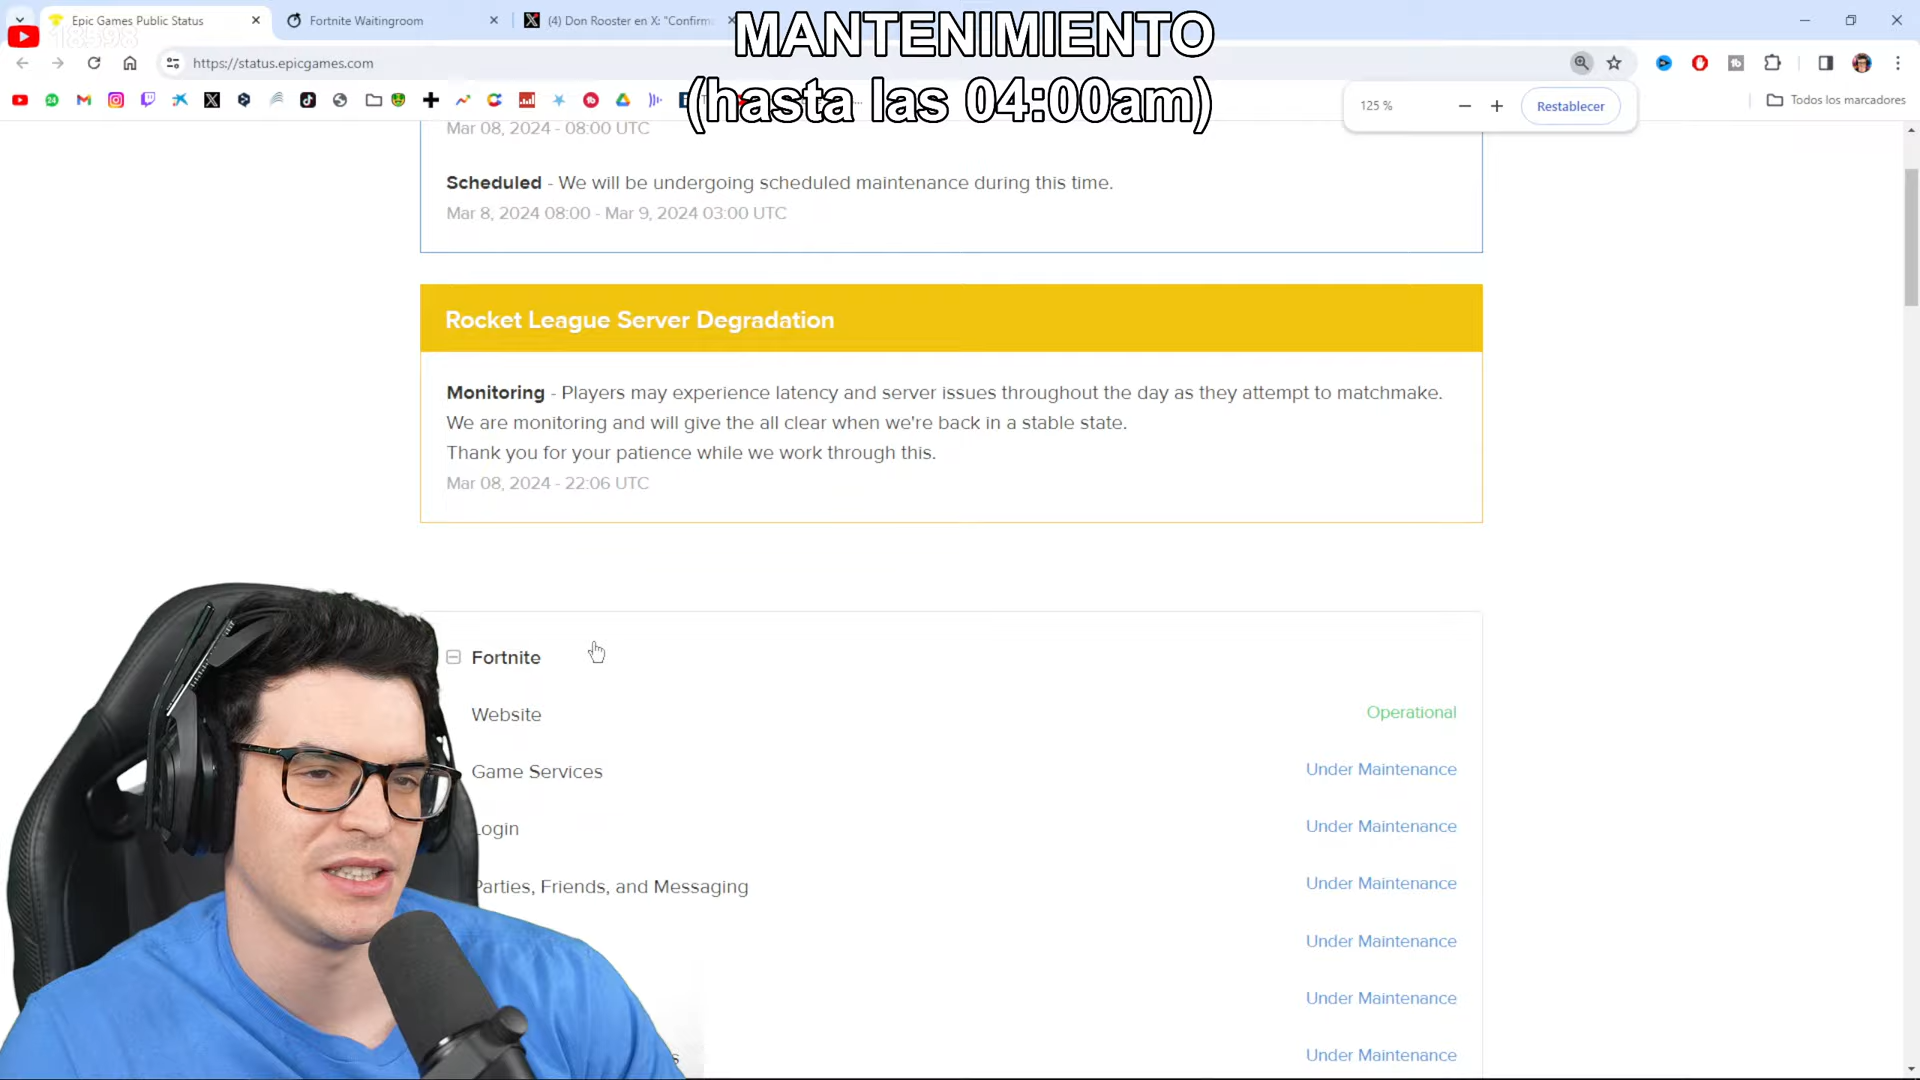 Epic Games Public Status
Fortnite Waitingroom
(4) Don Rooster en X: "Confirma
18598
MANTENIMIENTO
(hasta las 04:00am)
https://status.epicgames.com
125 %
Restablecer
Todos los marcadores
Mar 08, 2024 - 08:00 UTC
Scheduled - We will be undergoing scheduled maintenance during this time.
Mar 8, 2024 08:00 - Mar 9, 2024 03:00 UTC
Rocket League Server Degradation
Monitoring - Players may experience latency and server issues throughout the day as they attempt to matchmake.
We are monitoring and will give the all clear when we're back in a stable state.
Thank you for your patience while we work through this.
Mar 08, 2024 - 22:06 UTC
Fortnite
Website Operational
Game Services Under Maintenance
Login Under Maintenance
Parties, Friends, and Messaging Under Maintenance
Under Maintenance
Under Maintenance
Under Maintenance